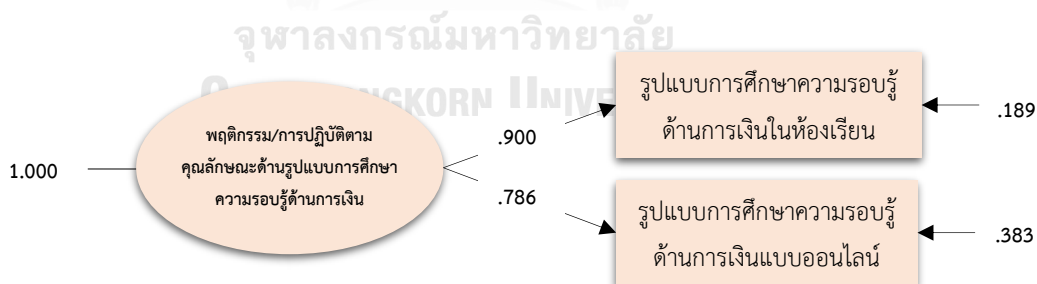 จุฬาลงกรณ์มหาวิทยาลัย
NGKORN UNIVE
1.000
พฤติกรรม/การปฏิบัติตาม
คุณลักษณะด้านรูปแบบการศึกษา
ความรอบรู้ด้านการเงิน
.900
.786
รูปแบบการศึกษาความรอบรู้
ด้านการเงินในห้องเรียน
.189
รูปแบบการศึกษาความรอบรู้
ด้านการเงินแบบออนไลน์
.383